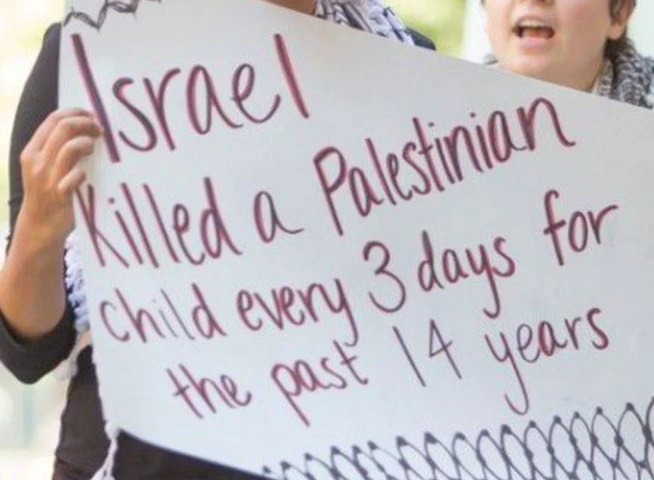 Israel
Killed a Palestinian
child every 3 days for
the past 14 years